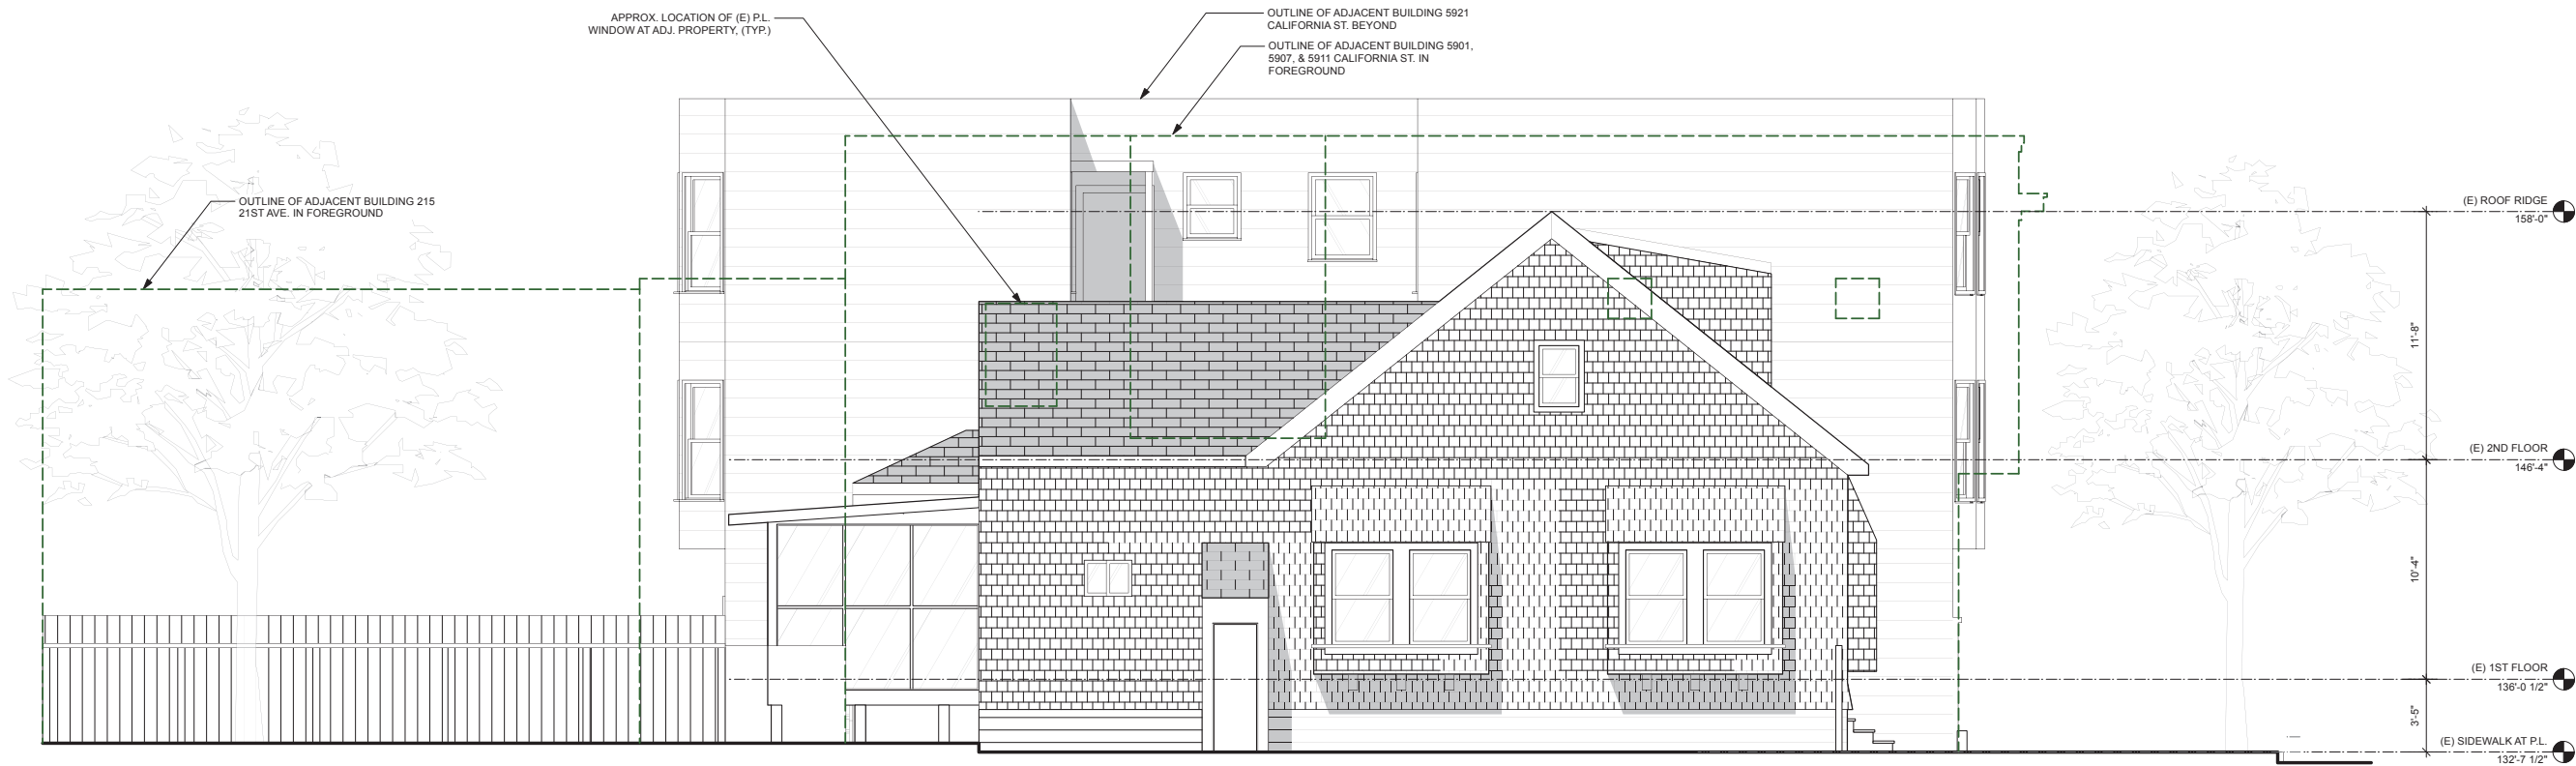 APPROX. LOCATION OF (E) P.L.
WINDOW AT ADJ. PROPERTY, (TYP.)
OUTLINE OF ADJACENT BUILDING 5921
CALIFORNIA ST. BEYOND
OUTLINE OF ADJACENT BUILDING 5901,
5907, & 5911 CALIFORNIA ST. IN
FOREGROUND
OUTLINE OF ADJACENT BUILDING 215
21ST AVE. IN FOREGROUND
(E) ROOF RIDGE
158'-0"
11'-8"
(E) 2ND FLOOR
146'-4"
10'-4"
(E) 1ST FLOOR
136'-0 1/2"
3'-5"
(E) SIDEWALK AT P.L.
132'-7 1/2"